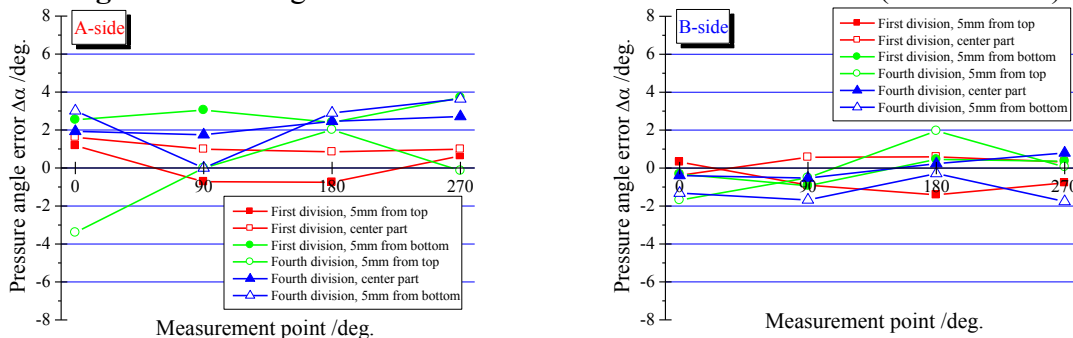 A-side
Pressure angle error Δα /deg.
8
6
4
2
0
-2
-4
-6
-8
0
90
180
270
First division, 5mm from top
First division, center part
First division, 5mm from bottom
Fourth division, 5mm from top
Fourth division, center part
Fourth division, 5mm from bottom
Measurement point /deg.
B-side
Pressure angle error Δα /deg.
8
6
4
2
0
-2
-4
-6
-8
0
90
180
270
First division, 5mm from top
First division, center part
First division, 5mm from bottom
Fourth division, 5mm from top
Fourth division, center part
Fourth division, 5mm from bottom
Measurement point /deg.